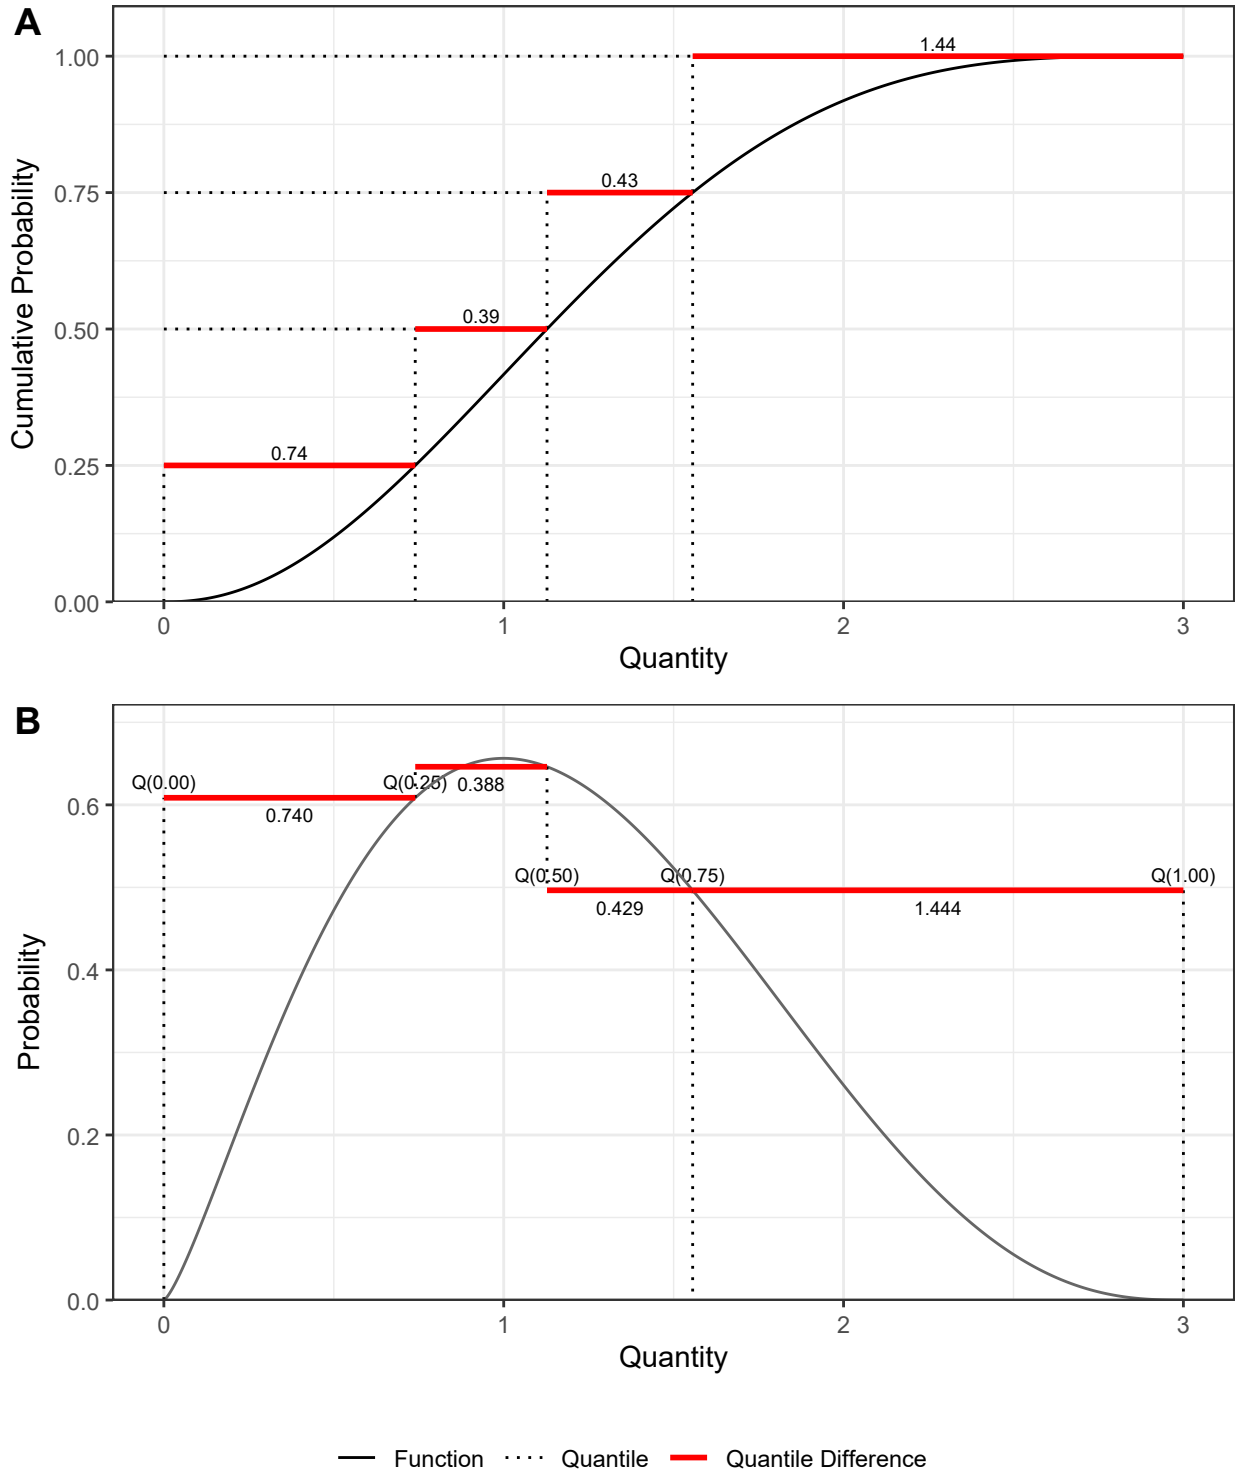 A
1.00
0.75
0.50
0.25
0.00
Cumulative Probability
1.44
0.43
0.39
0.74
0 1 2 3
Quantity
B
0.6
0.4
0.2
0.0
Probability
Q(0.00) Q(0.25) 0.388
0.740
Q(0.50) Q(0.75) Q(1.00)
0.429 1.444
0 1 2 3
Quantity
Function Quantile Quantile Difference